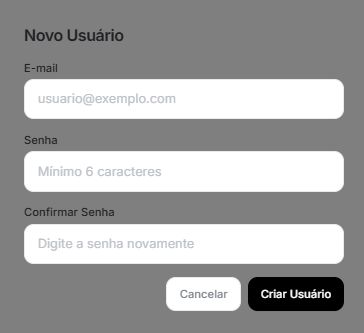 Novo Usuário
E-mail
usuario@exemplo.com
Senha
Mínimo 6 caracteres
Confirmar Senha
Digite a senha novamente
Cancelar
Criar Usuário